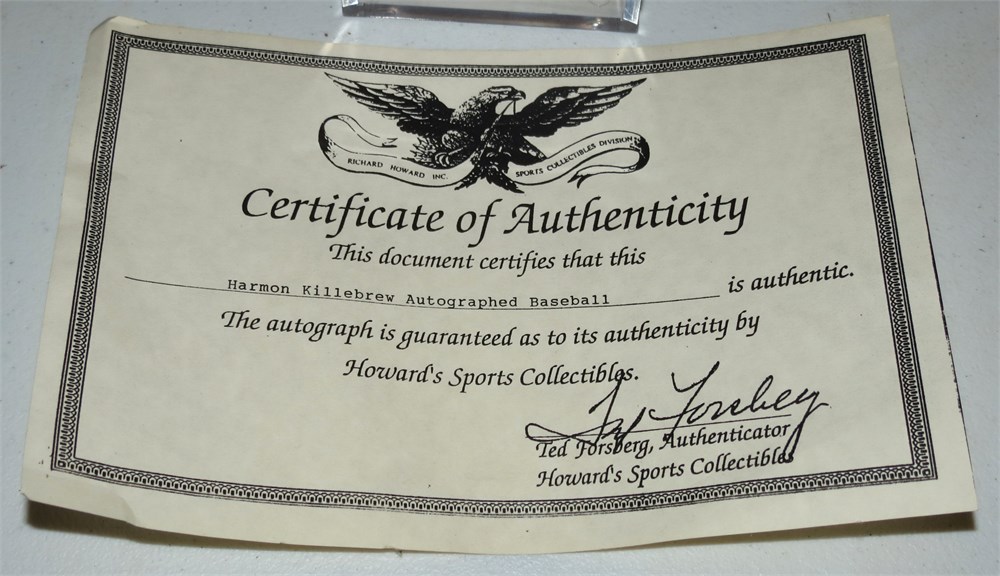 RICHARD HOWARD INC. SPORTS COLLECTIBLES DIVISION
Certificate of Authenticity
This document certifies that this
Harmon Killebrew Autographed Baseball is authentic.
The autograph is guaranteed as to its authenticity by
Howard's Sports Collectibles.
Ted Forsberg
Ted Forsberg, Authenticator
Howard's Sports Collectibles